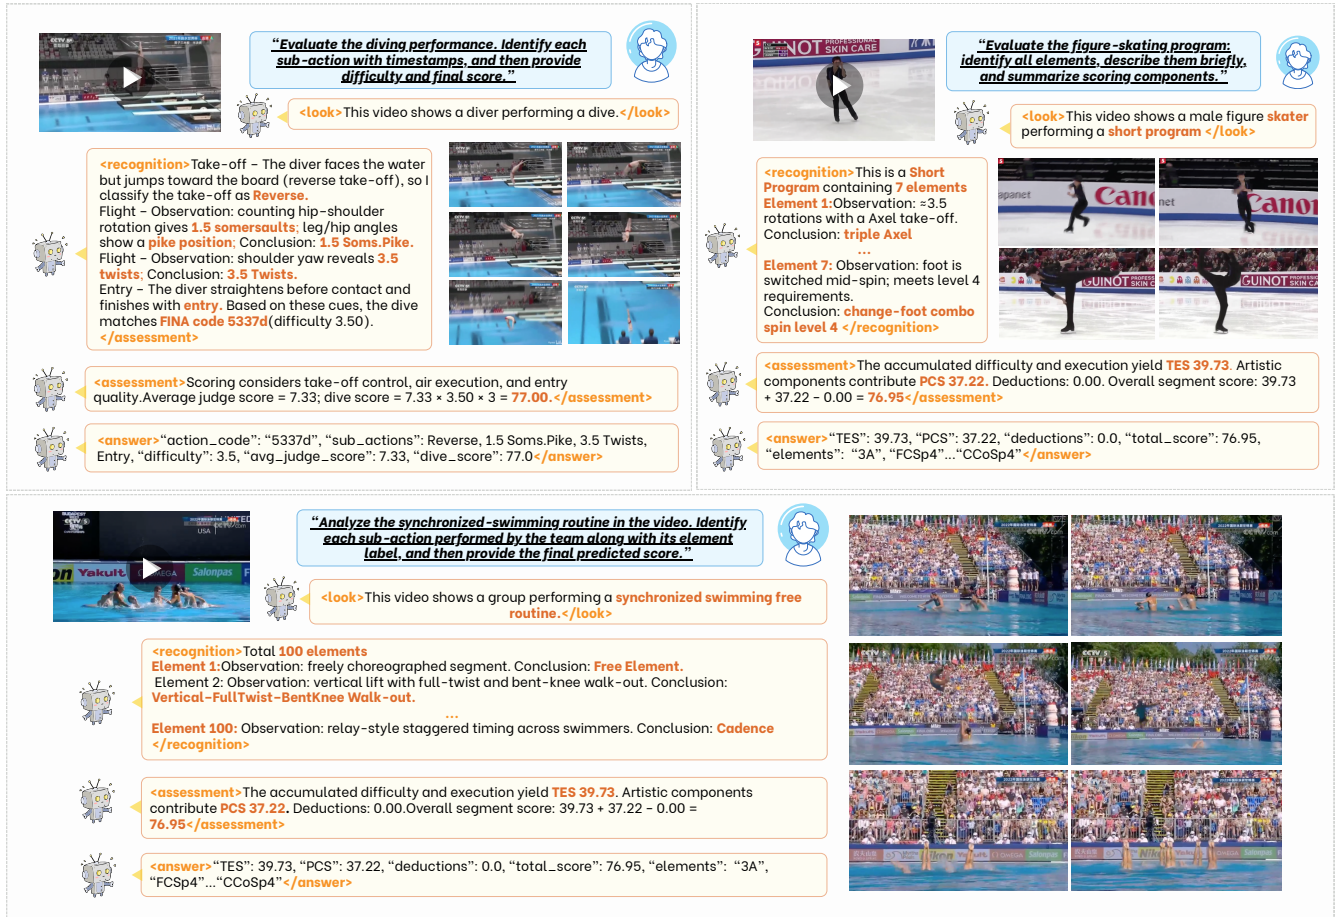 “Evaluate the diving performance. Identify each
sub-action with timestamps, and then provide
difficulty and final score.”
<look>This video shows a diver performing a dive.</look>
<recognition>Take-off – The diver faces the water
but jumps toward the board (reverse take-off), so I
classify the take-off as Reverse.
Flight – Observation: counting hip-shoulder
rotation gives 1.5 somersaults; leg/hip angles
show a pike position; Conclusion: 1.5 Soms.Pike.
Flight – Observation: shoulder yaw reveals 3.5
twists; Conclusion: 3.5 Twists.
Entry – The diver straightens before contact and
finishes with entry. Based on these cues, the dive
matches FINA code 5337d(difficulty 3.50).
</assessment>
<assessment>Scoring considers take-off control, air execution, and entry
quality.Average judge score = 7.33; dive score = 7.33 × 3.50 × 3 = 77.00.</assessment>
<answer>“action_code”: “5337d”, “sub_actions”: Reverse, 1.5 Soms.Pike, 3.5 Twists,
Entry, “difficulty”: 3.5, “avg_judge_score”: 7.33, “dive_score”: 77.0</answer>
“Evaluate the figure-skating program:
identify all elements, describe them briefly,
and summarize scoring components.”
GUINOT PROFESSIONAL
SKIN CARE
<look>This video shows a male figure skater
performing a short program </look>
<recognition>This is a Short
Program containing 7 elements
Element 1:Observation: ≈3.5
rotations with a Axel take-off.
Conclusion: triple Axel
...
Element 7: Observation: foot is
switched mid-spin; meets level 4
requirements.
Conclusion: change-foot combo
spin level 4 </recognition>
apanet
Cano
net
Canon
GUINOT
GUINOT
<assessment>The accumulated difficulty and execution yield TES 39.73. Artistic
components contribute PCS 37.22. Deductions: 0.00. Overall segment score: 39.73
+ 37.22 – 0.00 = 76.95</assessment>
<answer>“TES”: 39.73, “PCS”: 37.22, “deductions”: 0.0, “total_score”: 76.95,
“elements”: “3A”, “FCSp4”...“CCoSp4”</answer>
“Analyze the synchronized-swimming routine in the video. Identify
each sub-action performed by the team along with its element
label, and then provide the final predicted score.”
USA
on Yakult OMEGA Salonpas F
<look>This video shows a group performing a synchronized swimming free
routine.</look>
<recognition>Total 100 elements
Element 1:Observation: freely choreographed segment. Conclusion: Free Element.
Element 2: Observation: vertical lift with full-twist and bent-knee walk-out. Conclusion:
Vertical–FullTwist–BentKnee Walk-out.
...
Element 100: Observation: relay-style staggered timing across swimmers. Conclusion: Cadence
</recognition>
<assessment>The accumulated difficulty and execution yield TES 39.73. Artistic components
contribute PCS 37.22. Deductions: 0.00.Overall segment score: 39.73 + 37.22 – 0.00 =
76.95</assessment>
<answer>“TES”: 39.73, “PCS”: 37.22, “deductions”: 0.0, “total_score”: 76.95, “elements”: “3A”,
“FCSp4”...“CCoSp4”</answer>